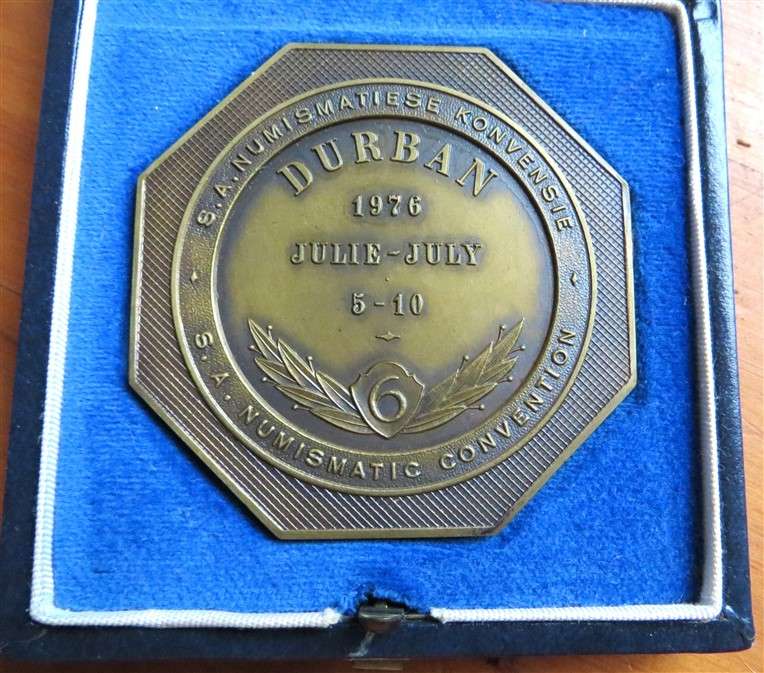 S.A. NUMISMATIESE KONVENSIE
DURBAN
1976
JULIE-JULY
5-10
6
S.A. NUMISMATIC CONVENTION